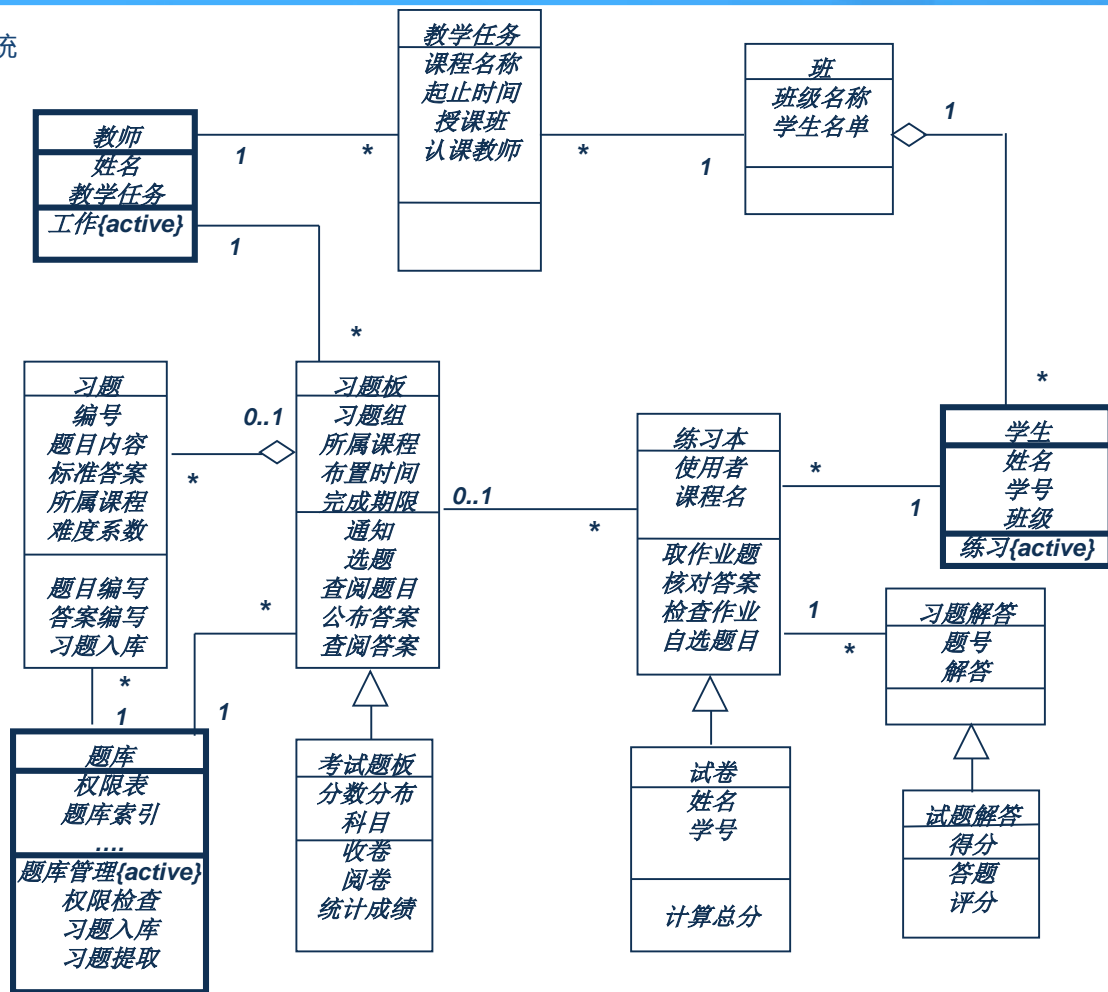 充
教学任务
课程名称
起止时间
授课班
认课教师
班
班级名称
学生名单
1
教师
姓名
教学任务
工作{active}
1
*
*
1
1
*
*
习题
编号
题目内容
标准答案
所属课程
难度系数
题目编写
答案编写
习题入库
0..1
*
习题板
习题组
所属课程
布置时间
完成期限
通知
选题
查阅题目
公布答案
查阅答案
0..1
*
练习本
使用者
课程名
取作业题
核对答案
检查作业
自选题目
*
1
学生
姓名
学号
班级
练习{active}
1
*
习题解答
题号
解答
*
*
1
1
题库
权限表
题库索引
....
题库管理{active}
权限检查
习题入库
习题提取
考试题板
分数分布
科目
收卷
阅卷
统计成绩
试卷
姓名
学号
计算总分
试题解答
得分
答题
评分